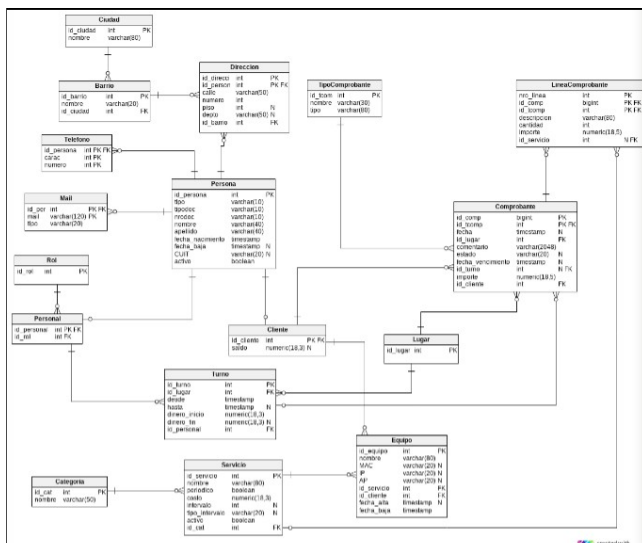 Ciudad
id_ciudad int PK
nombre varchar(80)
Barrio
id_barrio int PK
nombre varchar(20)
id_ciudad int FK
Direccion
id_direcc int PK
id_person int PK FK
calle varchar(50)
numero int
piso int N
depto varchar(50) N
id_barrio int FK
TipoComprobante
id_tcom int PK
nombre varchar(30)
tipo varchar(80)
LineaComprobante
nro_linea int PK
id_comp bigint PK FK
id_tcomp int PK FK
descripcion varchar(80)
cantidad int
importe numeric(18,5)
id_servicio int N FK
Telefono
id_persona int PK FK
carac int PK
numero int PK
Mail
id_per int PK FK
mail varchar(120) PK
tipo varchar(20)
Persona
id_persona int PK
tipo varchar(10)
tipodoc varchar(10)
nrodoc varchar(10)
nombre varchar(40)
apellido varchar(40)
fecha_nacimiento timestamp
fecha_baja timestamp N
CUIT varchar(20) N
activo boolean
Comprobante
id_comp bigint PK
id_tcomp int PK FK
fecha timestamp N
id_lugar int FK
comentario varchar(2048)
estado varchar(20) N
fecha_vencimiento timestamp N
id_turno int N FK
importe numeric(18,5)
id_cliente int FK
Rol
id_rol int PK
Personal
id_personal int PK FK
id_rol int FK
Cliente
id_cliente int PK FK
saldo numeric(18,3) N
Lugar
id_lugar int PK
Turno
id_turno int PK
id_lugar int FK
desde timestamp
hasta timestamp N
dinero_inicio numeric(18,3)
dinero_fin numeric(18,3) N
id_personal int FK
Equipo
id_equipo int PK
nombre varchar(80)
MAC varchar(20) N
IP varchar(20) N
AP varchar(20) N
id_servicio int FK
id_cliente int FK
fecha_alta timestamp N
fecha_baja timestamp
Categoria
id_cat int PK
nombre varchar(50)
Servicio
id_servicio int PK
nombre varchar(80)
periodico boolean
costo numeric(18,3)
intervalo int N
tipo_intervalo varchar(20) N
activo boolean
id_cat int FK